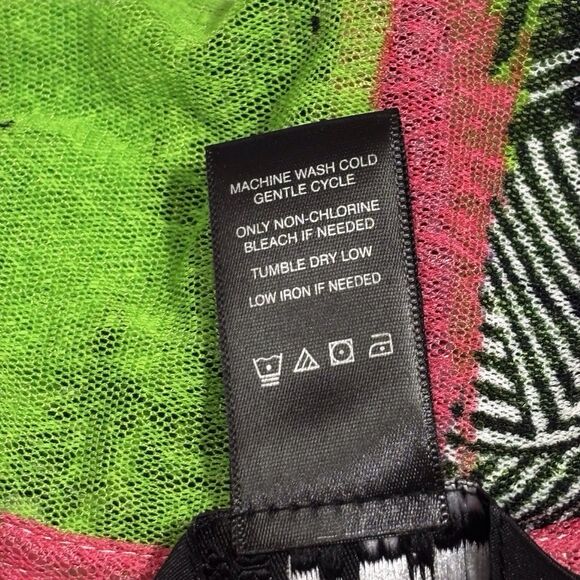 MACHINE WASH COLD
GENTLE CYCLE
ONLY NON-CHLORINE
BLEACH IF NEEDED
TUMBLE DRY LOW
LOW IRON IF NEEDED